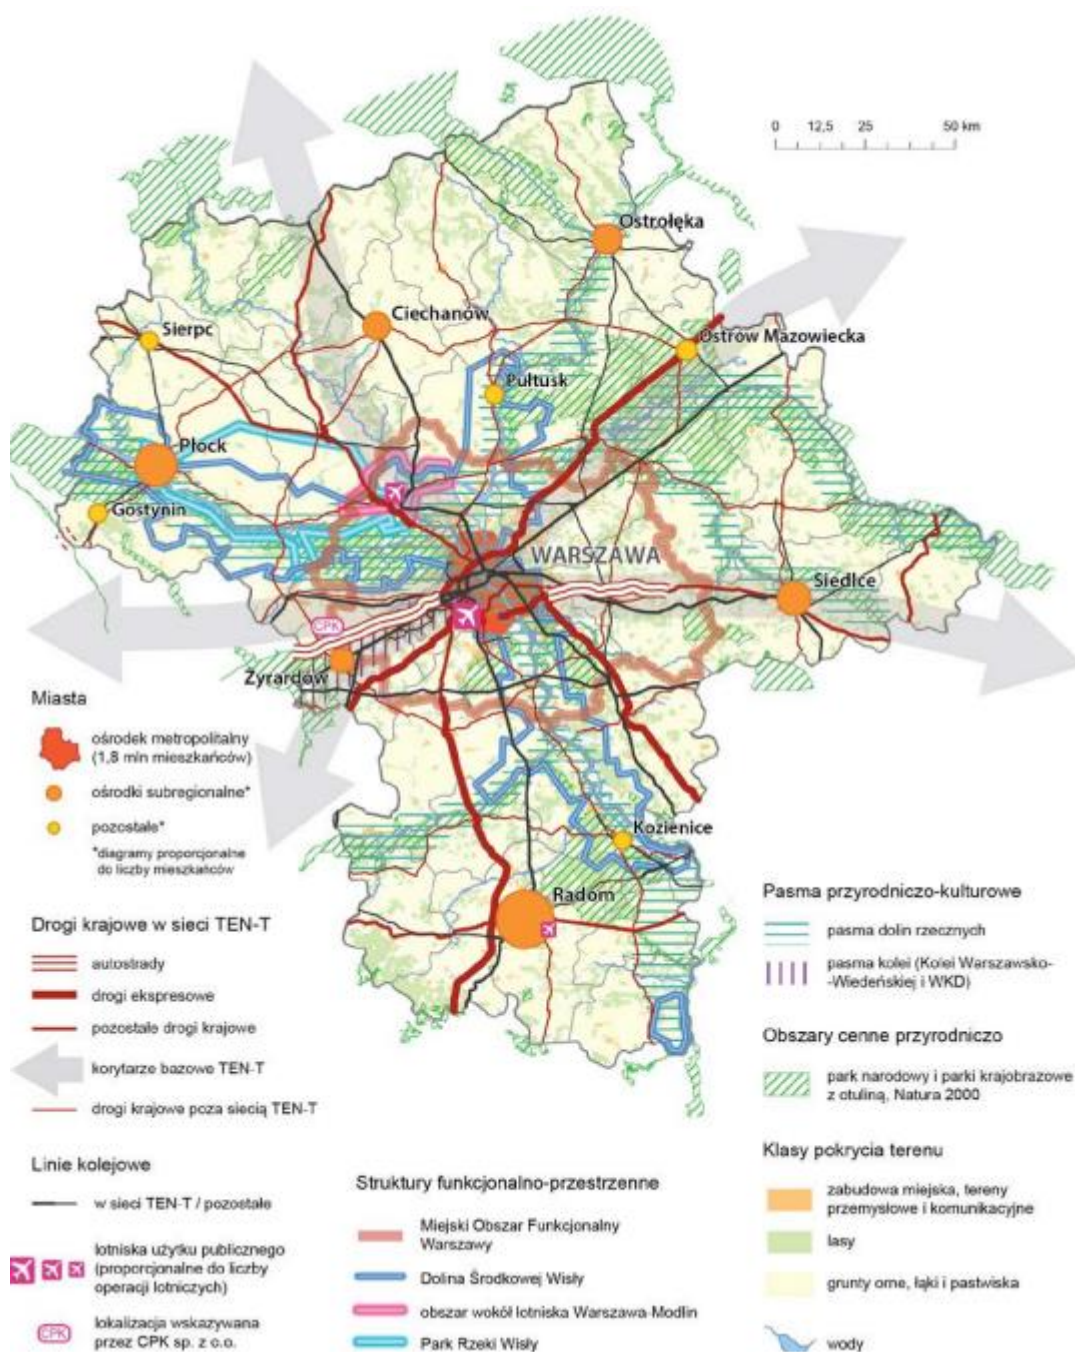 0 12,5 25 50 km
Ostrołęka
Ciechanów
Sierpc
Ostrów Mazowiecka
Pułtusk
Płock
Gostynin
WARSZAWA
Siedlce
CPK
Żyrardów
Kozienice
Radom
Miasta
ośrodek metropolitalny
(1,8 mln mieszkańców)
ośrodki subregionalne*
pozostałe*
*diagramy proporcjonalne
do liczby mieszkańców
Drogi krajowe w sieci TEN-T
autostrady
drogi ekspresowe
pozostałe drogi krajowe
korytarze bazowe TEN-T
drogi krajowe poza siecią TEN-T
Linie kolejowe
w sieci TEN-T / pozostałe
lotniska użytku publicznego
(proporcjonalne do liczby
operacji lotniczych)
CPK
lokalizacja wskazywana
przez CPK sp. z o.o.
Struktury funkcjonalno-przestrzenne
Miejski Obszar Funkcjonalny
Warszawy
Dolina Środkowej Wisły
obszar wokół lotniska Warszawa-Modlin
Park Rzeki Wisły
Pasma przyrodniczo-kulturowe
pasma dolin rzecznych
pasma kolei (Kolei Warszawsko-
-Wiedeńskiej i WKD)
Obszary cenne przyrodniczo
park narodowy i parki krajobrazowe
z otuliną, Natura 2000
Klasy pokrycia terenu
zabudowa miejska, tereny
przemysłowe i komunikacyjne
lasy
grunty orne, łąki i pastwiska
wody